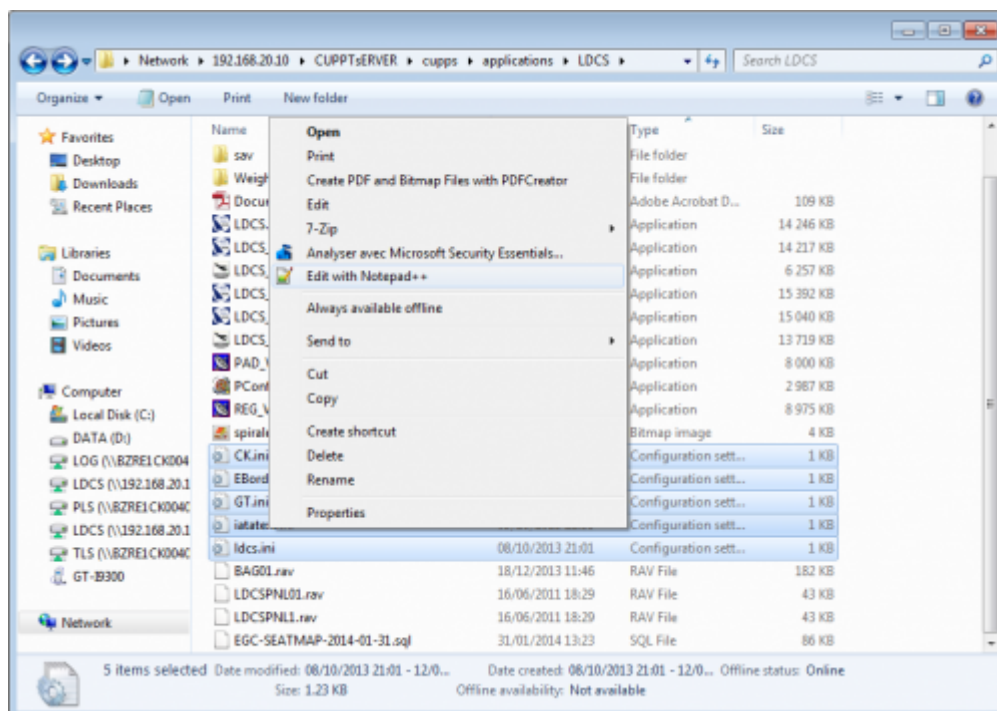 Network 192.168.20.10 CUPPTsERVER cupps applications LDCS Search LDCS
Organize Open Print New folder
Favorites
Desktop
Downloads
Recent Places
Libraries
Documents
Music
Pictures
Videos
Computer
Local Disk (C:)
DATA (D:)
LOG (\\BZRE1CK004
LDCS (\\192.168.20.1
PLS (\\BZRE1CK004C
LDCS (\\192.168.20.1
TLS (\\BZRE1CK004C
GT-I9300
Network
Name Type Size
sav File folder
Weigh File folder
Docu Adobe Acrobat D... 109 KB
LDCS. Application 14 246 KB
LDCS_ Application 14 217 KB
LDCS_ Application 6 257 KB
LDCS_ Application 15 392 KB
LDCS_ Application 15 040 KB
LDCS_ Application 13 719 KB
PAD_V Application 8 000 KB
PConf Application 2 987 KB
REG_V Application 8 975 KB
spirale Bitmap image 4 KB
CK.ini Configuration sett... 1 KB
EBord Configuration sett... 1 KB
GT.ini Configuration sett... 1 KB
iatate Configuration sett... 1 KB
ldcs.ini 08/10/2013 21:01 Configuration sett... 1 KB
BAG01.rav 18/12/2013 11:46 RAV File 182 KB
LDCSPNL01.rav 16/06/2011 18:29 RAV File 43 KB
LDCSPNL1.rav 16/06/2011 18:29 RAV File 43 KB
EGC-SEATMAP-2014-01-31.sql 31/01/2014 13:23 SQL File 86 KB
Open
Print
Create PDF and Bitmap Files with PDFCreator
Edit
7-Zip
Analyser avec Microsoft Security Essentials...
Edit with Notepad++
Always available offline
Send to
Cut
Copy
Create shortcut
Delete
Rename
Properties
5 items selected Date modified: 08/10/2013 21:01 - 12/0... Date created: 08/10/2013 21:01 - 12/0... Offline status: Online
Size: 1.23 KB Offline availability: Not available